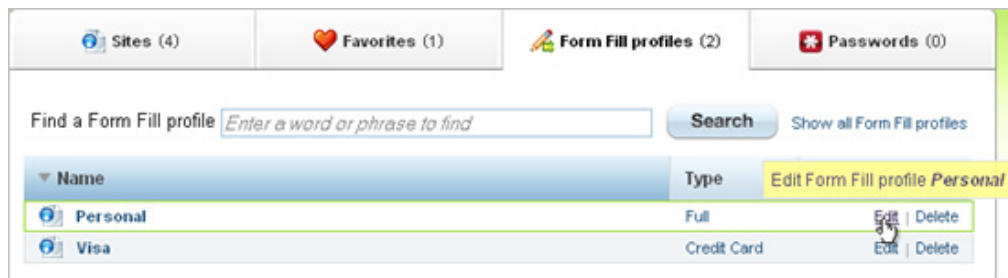 Sites (4) Favorites (1) Form Fill profiles (2) Passwords (0)
Find a Form Fill profile Enter a word or phrase to find Search Show all Form Fill profiles
Name Type Edit Form Fill profile Personal
Personal Full Edit | Delete
Visa Credit Card Edit | Delete